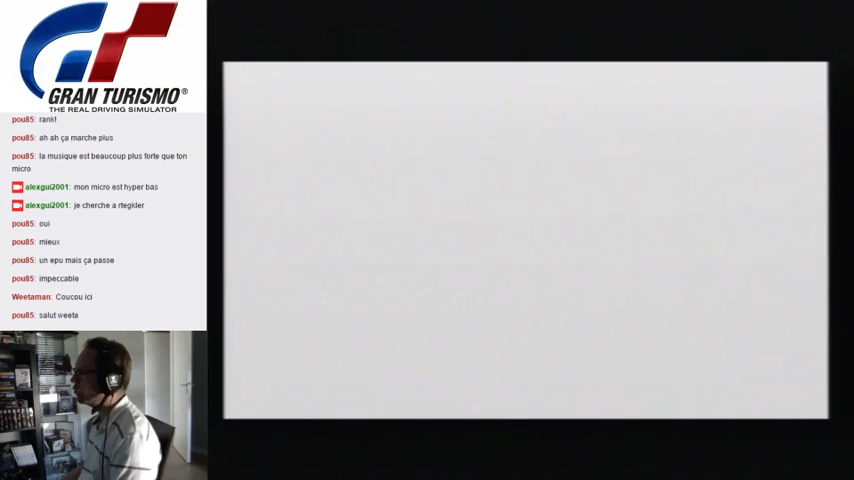 GRAN TURISMO®
THE REAL DRIVING SIMULATOR
pou85: rank!
pou85: ah ah ça marche plus
pou85: la musique est beaucoup plus forte que ton
micro
alexgui2001: mon micro est hyper bas
alexgui2001: je cherche a rtegkler
pou85: oui
pou85: mieux
pou85: un epu mais ça passe
pou85: impeccable
Weetaman: Coucou ici
pou85: salut weeta